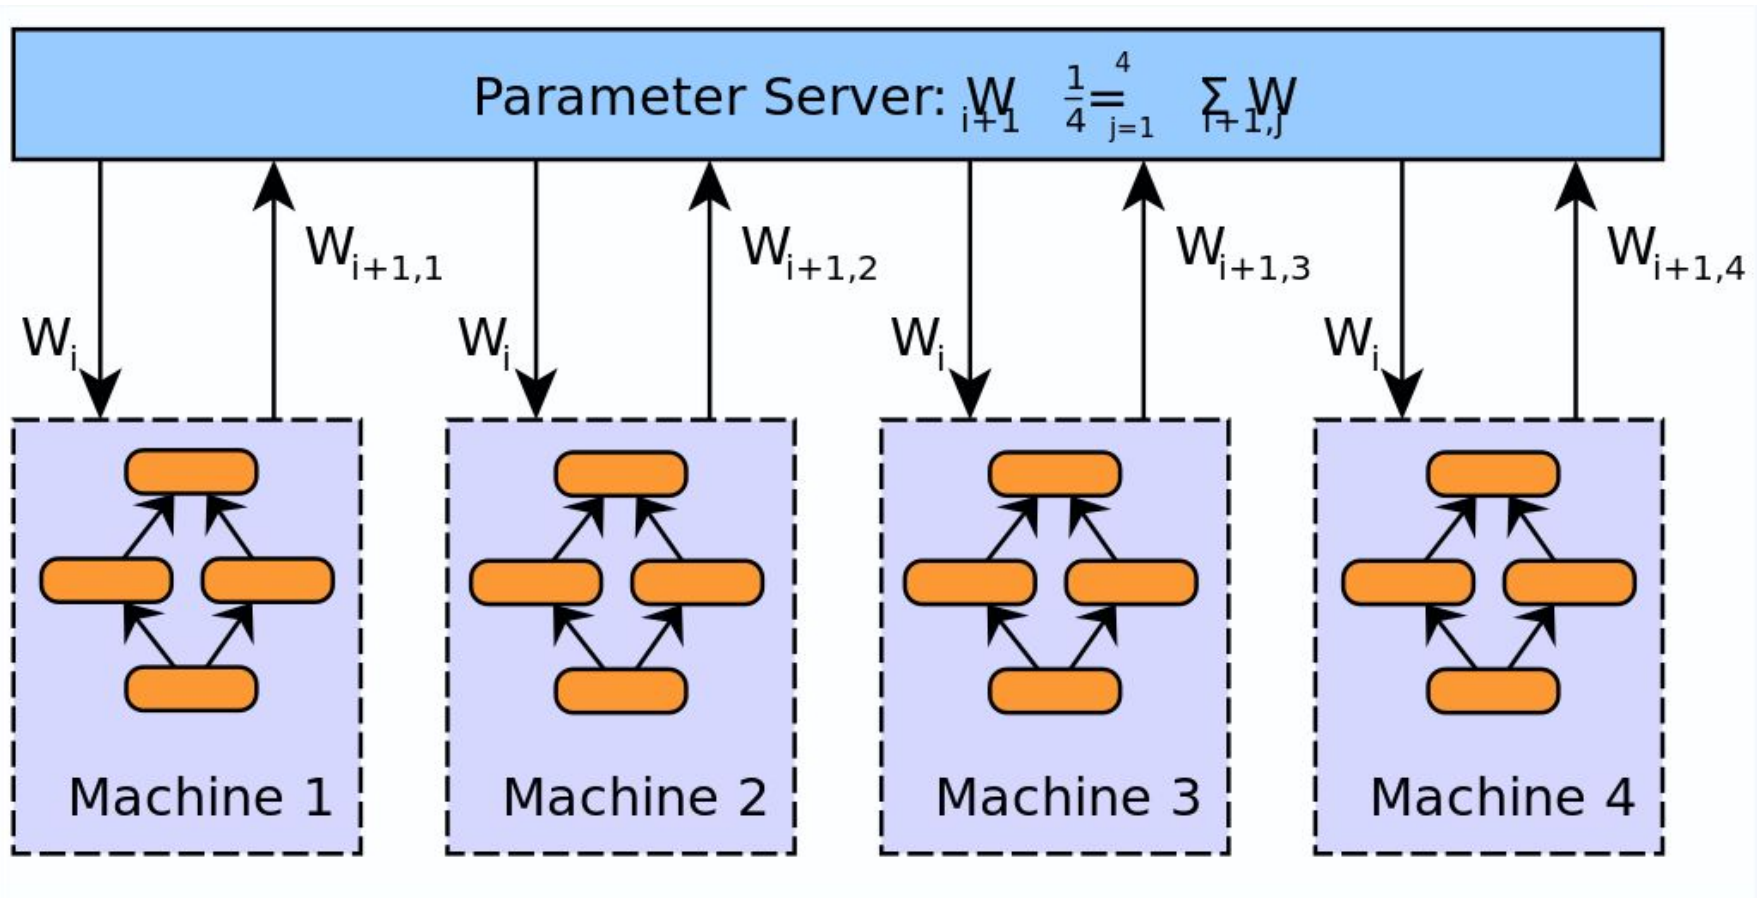 Parameter Server: W i+1 1/4 = 4 j=1 Σ W i+1,j
W i+1,1 W i+1,2 W i+1,3 W i+1,4
W i W i W i W i
Machine 1 Machine 2 Machine 3 Machine 4